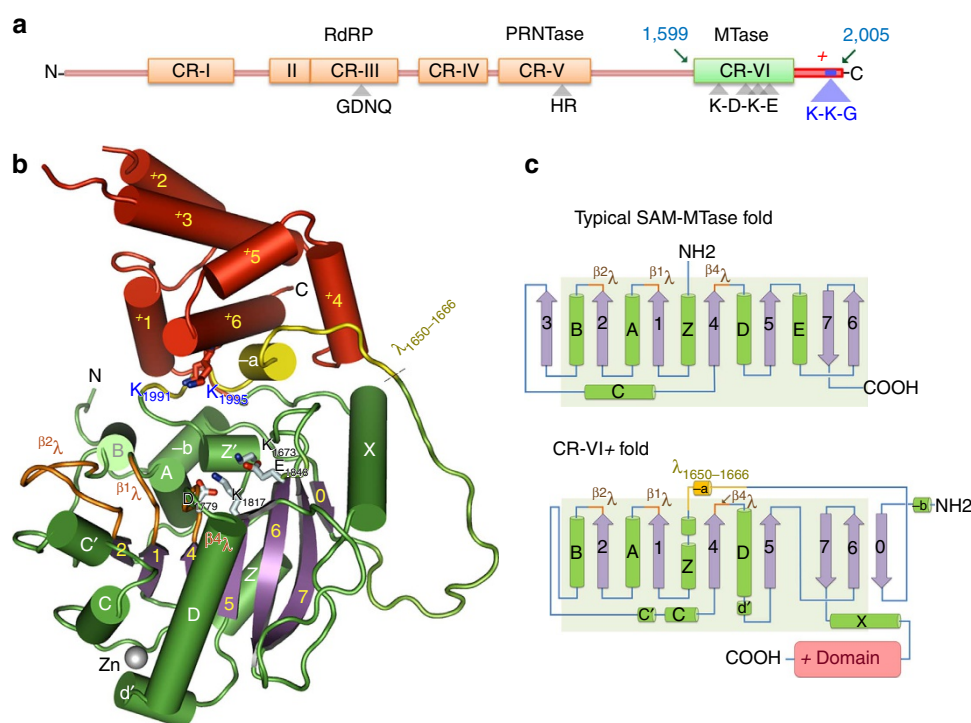 a
RdRP PRNTase 1,599 MTase 2,005
+
N- CR-I II CR-III CR-IV CR-V CR-VI -C
GDNQ HR K-D-K-E K-K-G
b
+2
+3
+5
+4
C
+1 +6
–a
λ1650–1666
N K1991 K1995
B –b Z′ K1673 X
β2λ A E1846
β1λ D1779 K1817 0
C′ 2 1 4 β4λ 6
Z
C D 5 7
Zn
d′
c
Typical SAM-MTase fold
NH2
β2λ β1λ β4λ
3 B 2 A 1 Z 4 D 5 E 7 6
C COOH
CR-VI+ fold
λ1650–1666
β2λ β1λ –a β4λ –b NH2
B 2 A 1 Z 4 D 5 7 6 0
C′ C d′ X
COOH + Domain